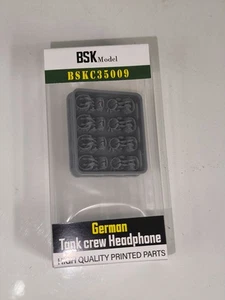 BSK Model
BSKC35009
German
Tank crew Headphone
HIGH QUALITY PRINTED PARTS